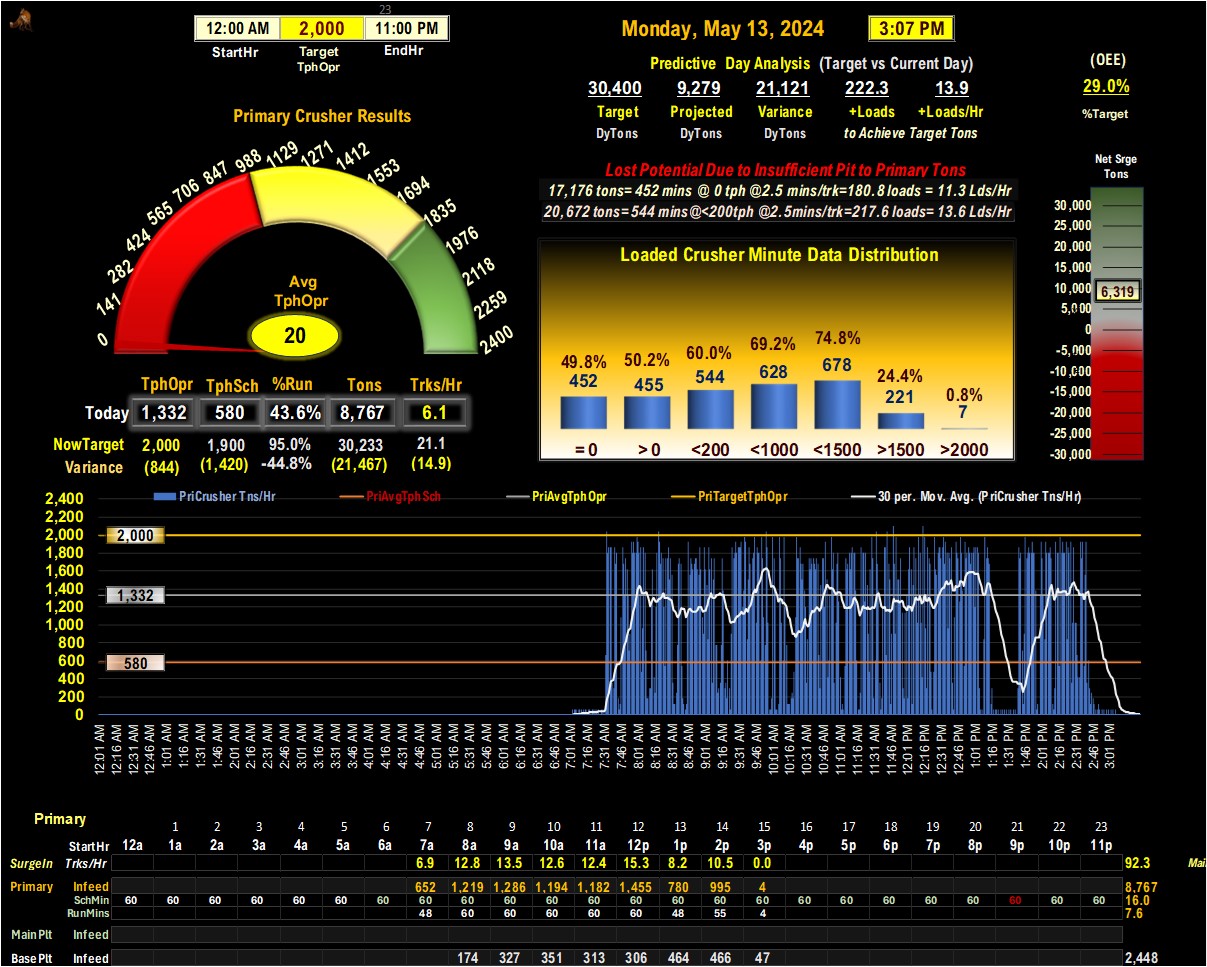 23
12:00 AM 2,000 11:00 PM
StartHr Target TphOpr EndHr
Monday, May 13, 2024 3:07 PM
Predictive Day Analysis (Target vs Current Day)
30,400 9,279 21,121 222.3 13.9
Target Projected Variance +Loads +Loads/Hr
DyTons DyTons DyTons to Achieve Target Tons
(OEE)
29.0%
%Target
Primary Crusher Results
0 141 282 424 565 706 847 988 1129 1271 1412 1553 1694 1835 1976 2118 2259 2400
Avg
TphOpr
20
TphOpr TphSch %Run Tons Trks/Hr
Today 1,332 580 43.6% 8,767 6.1
NowTarget 2,000 1,900 95.0% 30,233 21.1
Variance (844) (1,420) -44.8% (21,467) (14.9)
Lost Potential Due to Insufficient Pit to Primary Tons
17,176 tons= 452 mins @ 0 tph @2.5 mins/trk=180.8 loads = 11.3 Lds/Hr
20,672 tons= 544 mins @<200tph @2.5mins/trk=217.6 loads= 13.6 Lds/Hr
Loaded Crusher Minute Data Distribution
49.8% 50.2% 60.0% 69.2% 74.8% 24.4% 0.8%
452 455 544 628 678 221 7
= 0 > 0 <200 <1000 <1500 >1500 >2000
Net Srge
Tons
30,000
25,000
20,000
15,000
10,000
6,319
5,000
0
-5,000
-10,000
-15,000
-20,000
-25,000
-30,000
PriCrusher Tns/Hr PriAvgTphSch PriAvgTphOpr PriTargetTphOpr 30 per. Mov. Avg. (PriCrusher Tns/Hr)
2,400
2,200
2,000 2,000
1,800
1,600
1,400
1,332
1,200
1,000
800
600 580
400
200
0
12:01 AM 12:16 AM 12:31 AM 12:46 AM 1:01 AM 1:16 AM 1:31 AM 1:46 AM 2:01 AM 2:16 AM 2:31 AM 2:46 AM 3:01 AM 3:16 AM 3:31 AM 3:46 AM 4:01 AM 4:16 AM 4:31 AM 4:46 AM 5:01 AM 5:16 AM 5:31 AM 5:46 AM 6:01 AM 6:16 AM 6:31 AM 6:46 AM 7:01 AM 7:16 AM 7:31 AM 7:46 AM 8:01 AM 8:16 AM 8:31 AM 8:46 AM 9:01 AM 9:16 AM 9:31 AM 9:46 AM 10:01 AM 10:16 AM 10:31 AM 10:46 AM 11:01 AM 11:16 AM 11:31 AM 11:46 AM 12:01 PM 12:16 PM 12:31 PM 12:46 PM 1:01 PM 1:16 PM 1:31 PM 1:46 PM 2:01 PM 2:16 PM 2:31 PM 2:46 PM 3:01 PM
Primary
1 2 3 4 5 6 7 8 9 10 11 12 13 14 15 16 17 18 19 20 21 22 23
StartHr 12a 1a 2a 3a 4a 5a 6a 7a 8a 9a 10a 11a 12p 1p 2p 3p 4p 5p 6p 7p 8p 9p 10p 11p
SurgeIn Trks/Hr 6.9 12.8 13.5 12.6 12.4 15.3 8.2 10.5 0.0 92.3
Primary Infeed 652 1,219 1,286 1,194 1,182 1,455 780 995 4 8,767
SchMin 60 60 60 60 60 60 60 60 60 60 60 60 60 60 60 60 60 60 60 60 60 60 60 60 16.0
RunMins 48 60 60 60 60 60 48 55 4 7.6
MainPlt Infeed
BasePlt Infeed 174 327 351 313 306 464 466 47 2,448